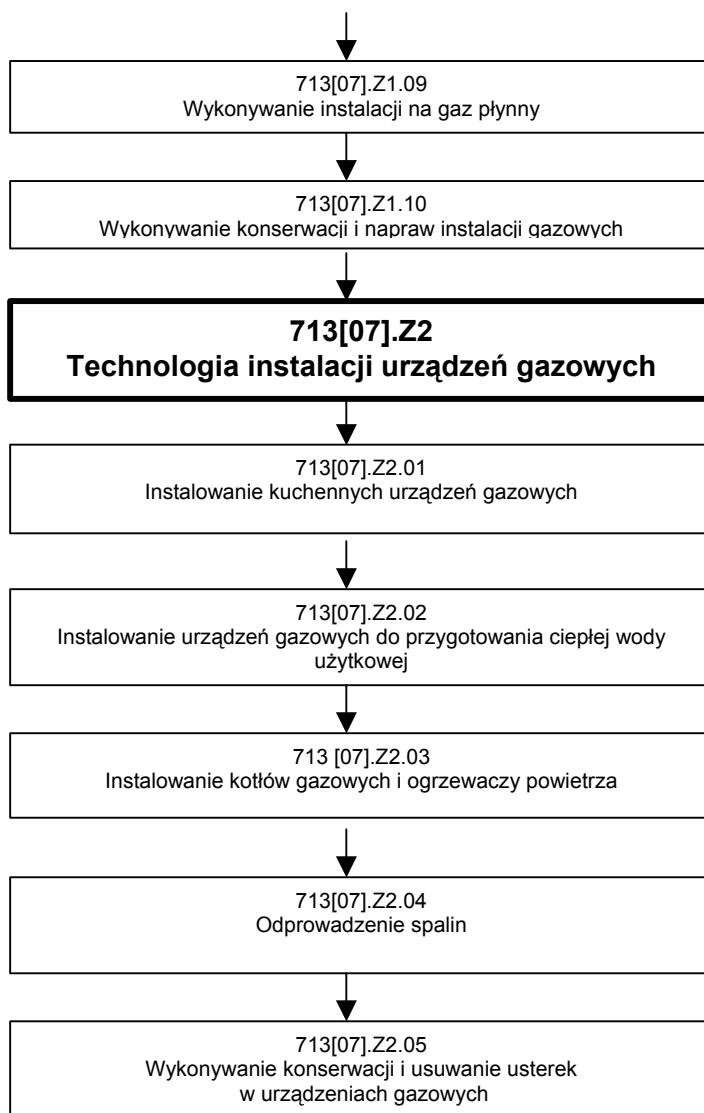 713[07].Z1.09
Wykonywanie instalacji na gaz płynny
713[07].Z1.10
Wykonywanie konserwacji i napraw instalacji gazowych
713[07].Z2
Technologia instalacji urządzeń gazowych
713[07].Z2.01
Instalowanie kuchennych urządzeń gazowych
713[07].Z2.02
Instalowanie urządzeń gazowych do przygotowania ciepłej wody
użytkowej
713 [07].Z2.03
Instalowanie kotłów gazowych i ogrzewaczy powietrza
713[07].Z2.04
Odprowadzenie spalin
713[07].Z2.05
Wykonywanie konserwacji i usuwanie usterek
w urządzeniach gazowych